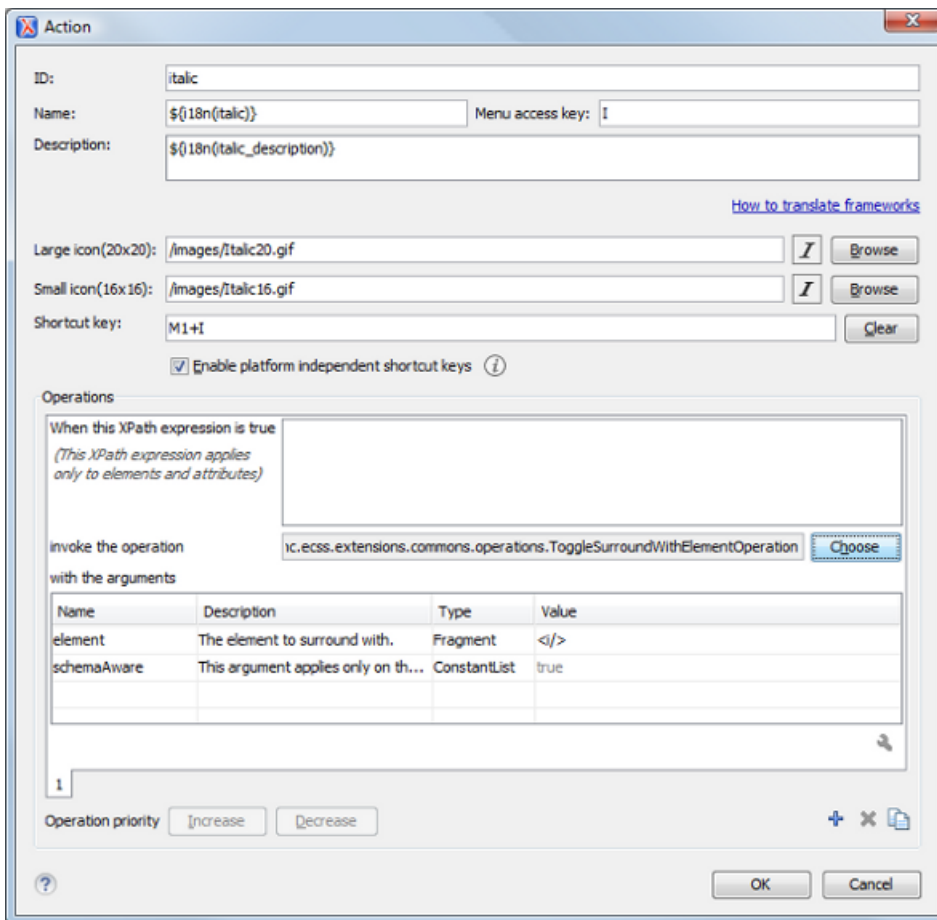 Action
ID: italic
Name: ${i18n(italic)} Menu access key: I
Description: ${i18n(italic_description)}
How to translate frameworks
Large icon(20x20): /images/Italic20.gif I Browse
Small icon(16x16): /images/Italic16.gif I Browse
Shortcut key: M1+I Clear
Enable platform independent shortcut keys i
Operations
When this XPath expression is true
(This XPath expression applies
only to elements and attributes)
invoke the operation c.ecss.extensions.commons.operations.ToggleSurroundWithElementOperation Choose
with the arguments
Name Description Type Value
element The element to surround with. Fragment <i/>
schemaAware This argument applies only on th... ConstantList true
1
Operation priority Increase Decrease
? OK Cancel